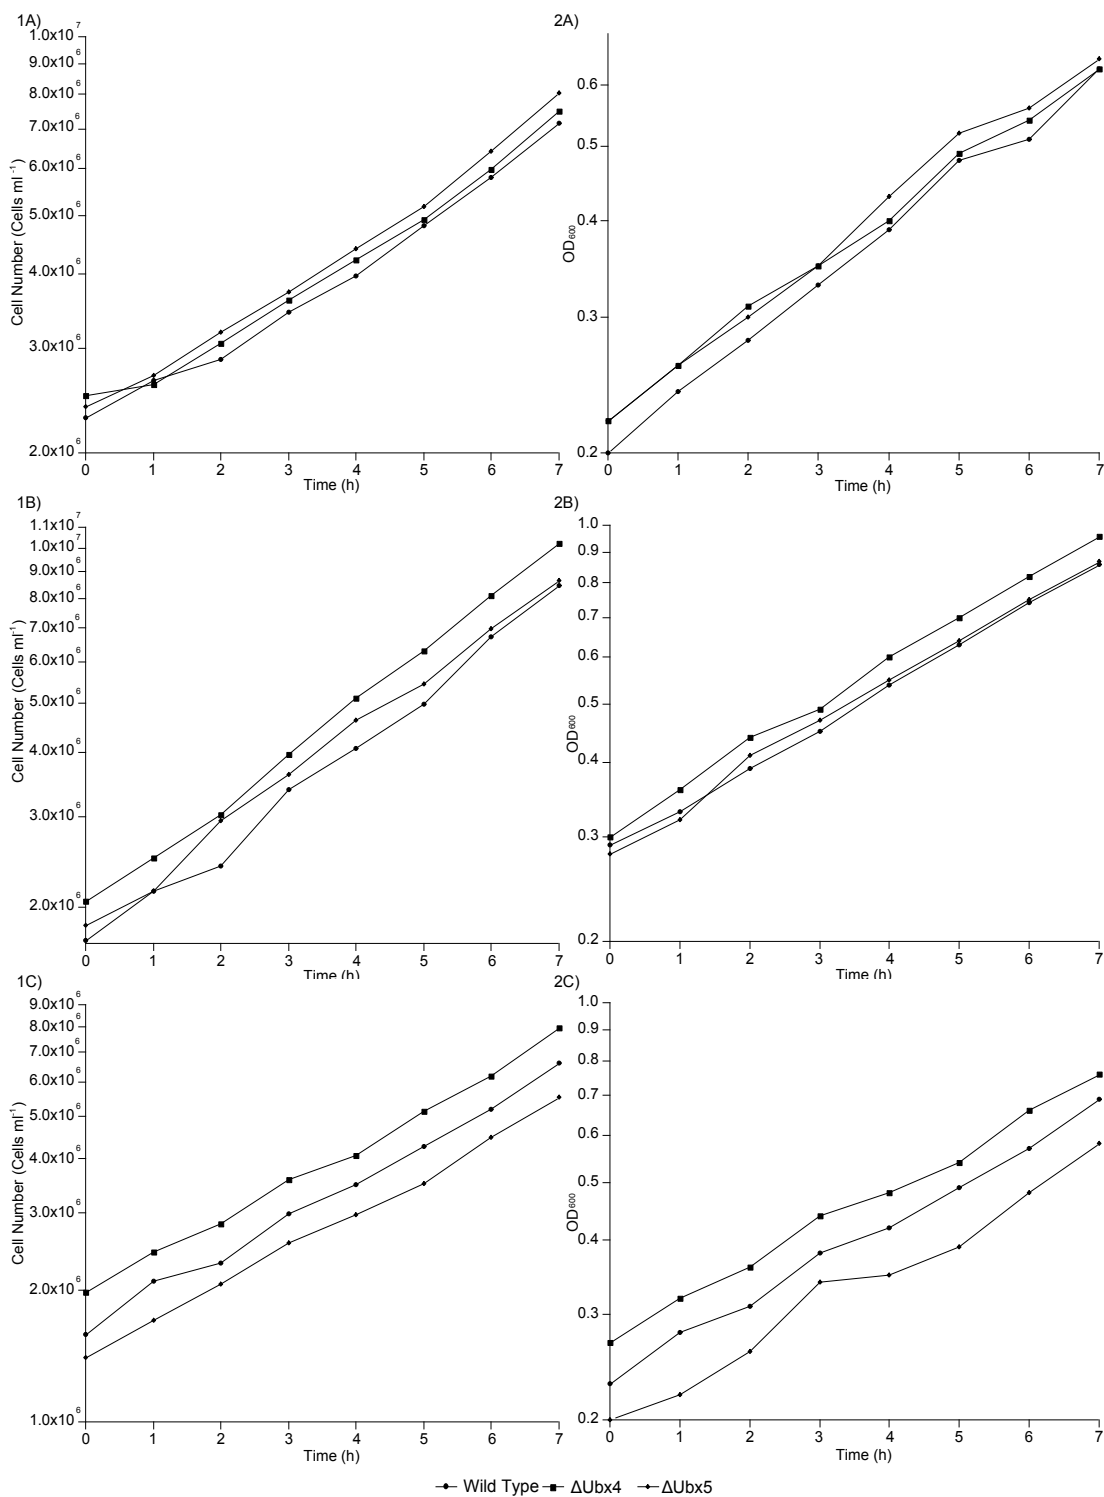 1A)
1.0x10 7
9.0x10 6
8.0x10 6
7.0x10 6
6.0x10 6
5.0x10 6
4.0x10 6
3.0x10 6
2.0x10 6
Cell Number (Cells ml -1)
0 1 2 3 4 5 6 7
Time (h)
2A)
0.6
0.5
0.4
0.3
0.2
OD600
0 1 2 3 4 5 6 7
Time (h)
1B)
1.1x10 7
1.0x10 7
9.0x10 6
8.0x10 6
7.0x10 6
6.0x10 6
5.0x10 6
4.0x10 6
3.0x10 6
2.0x10 6
Cell Number (Cells ml-1)
0 1 2 3 4 5 6 7
Time (h)
2B)
1.0
0.9
0.8
0.7
0.6
0.5
0.4
0.3
0.2
OD600
0 1 2 3 4 5 6 7
Time (h)
1C)
9.0x10 6
8.0x10 6
7.0x10 6
6.0x10 6
5.0x10 6
4.0x10 6
3.0x10 6
2.0x10 6
1.0x10 6
Cell Number (Cells ml-1)
0 1 2 3 4 5 6 7
Time (h)
2C)
1.0
0.9
0.8
0.7
0.6
0.5
0.4
0.3
0.2
OD600
0 1 2 3 4 5 6 7
Time (h)
Wild Type ΔUbx4 ΔUbx5